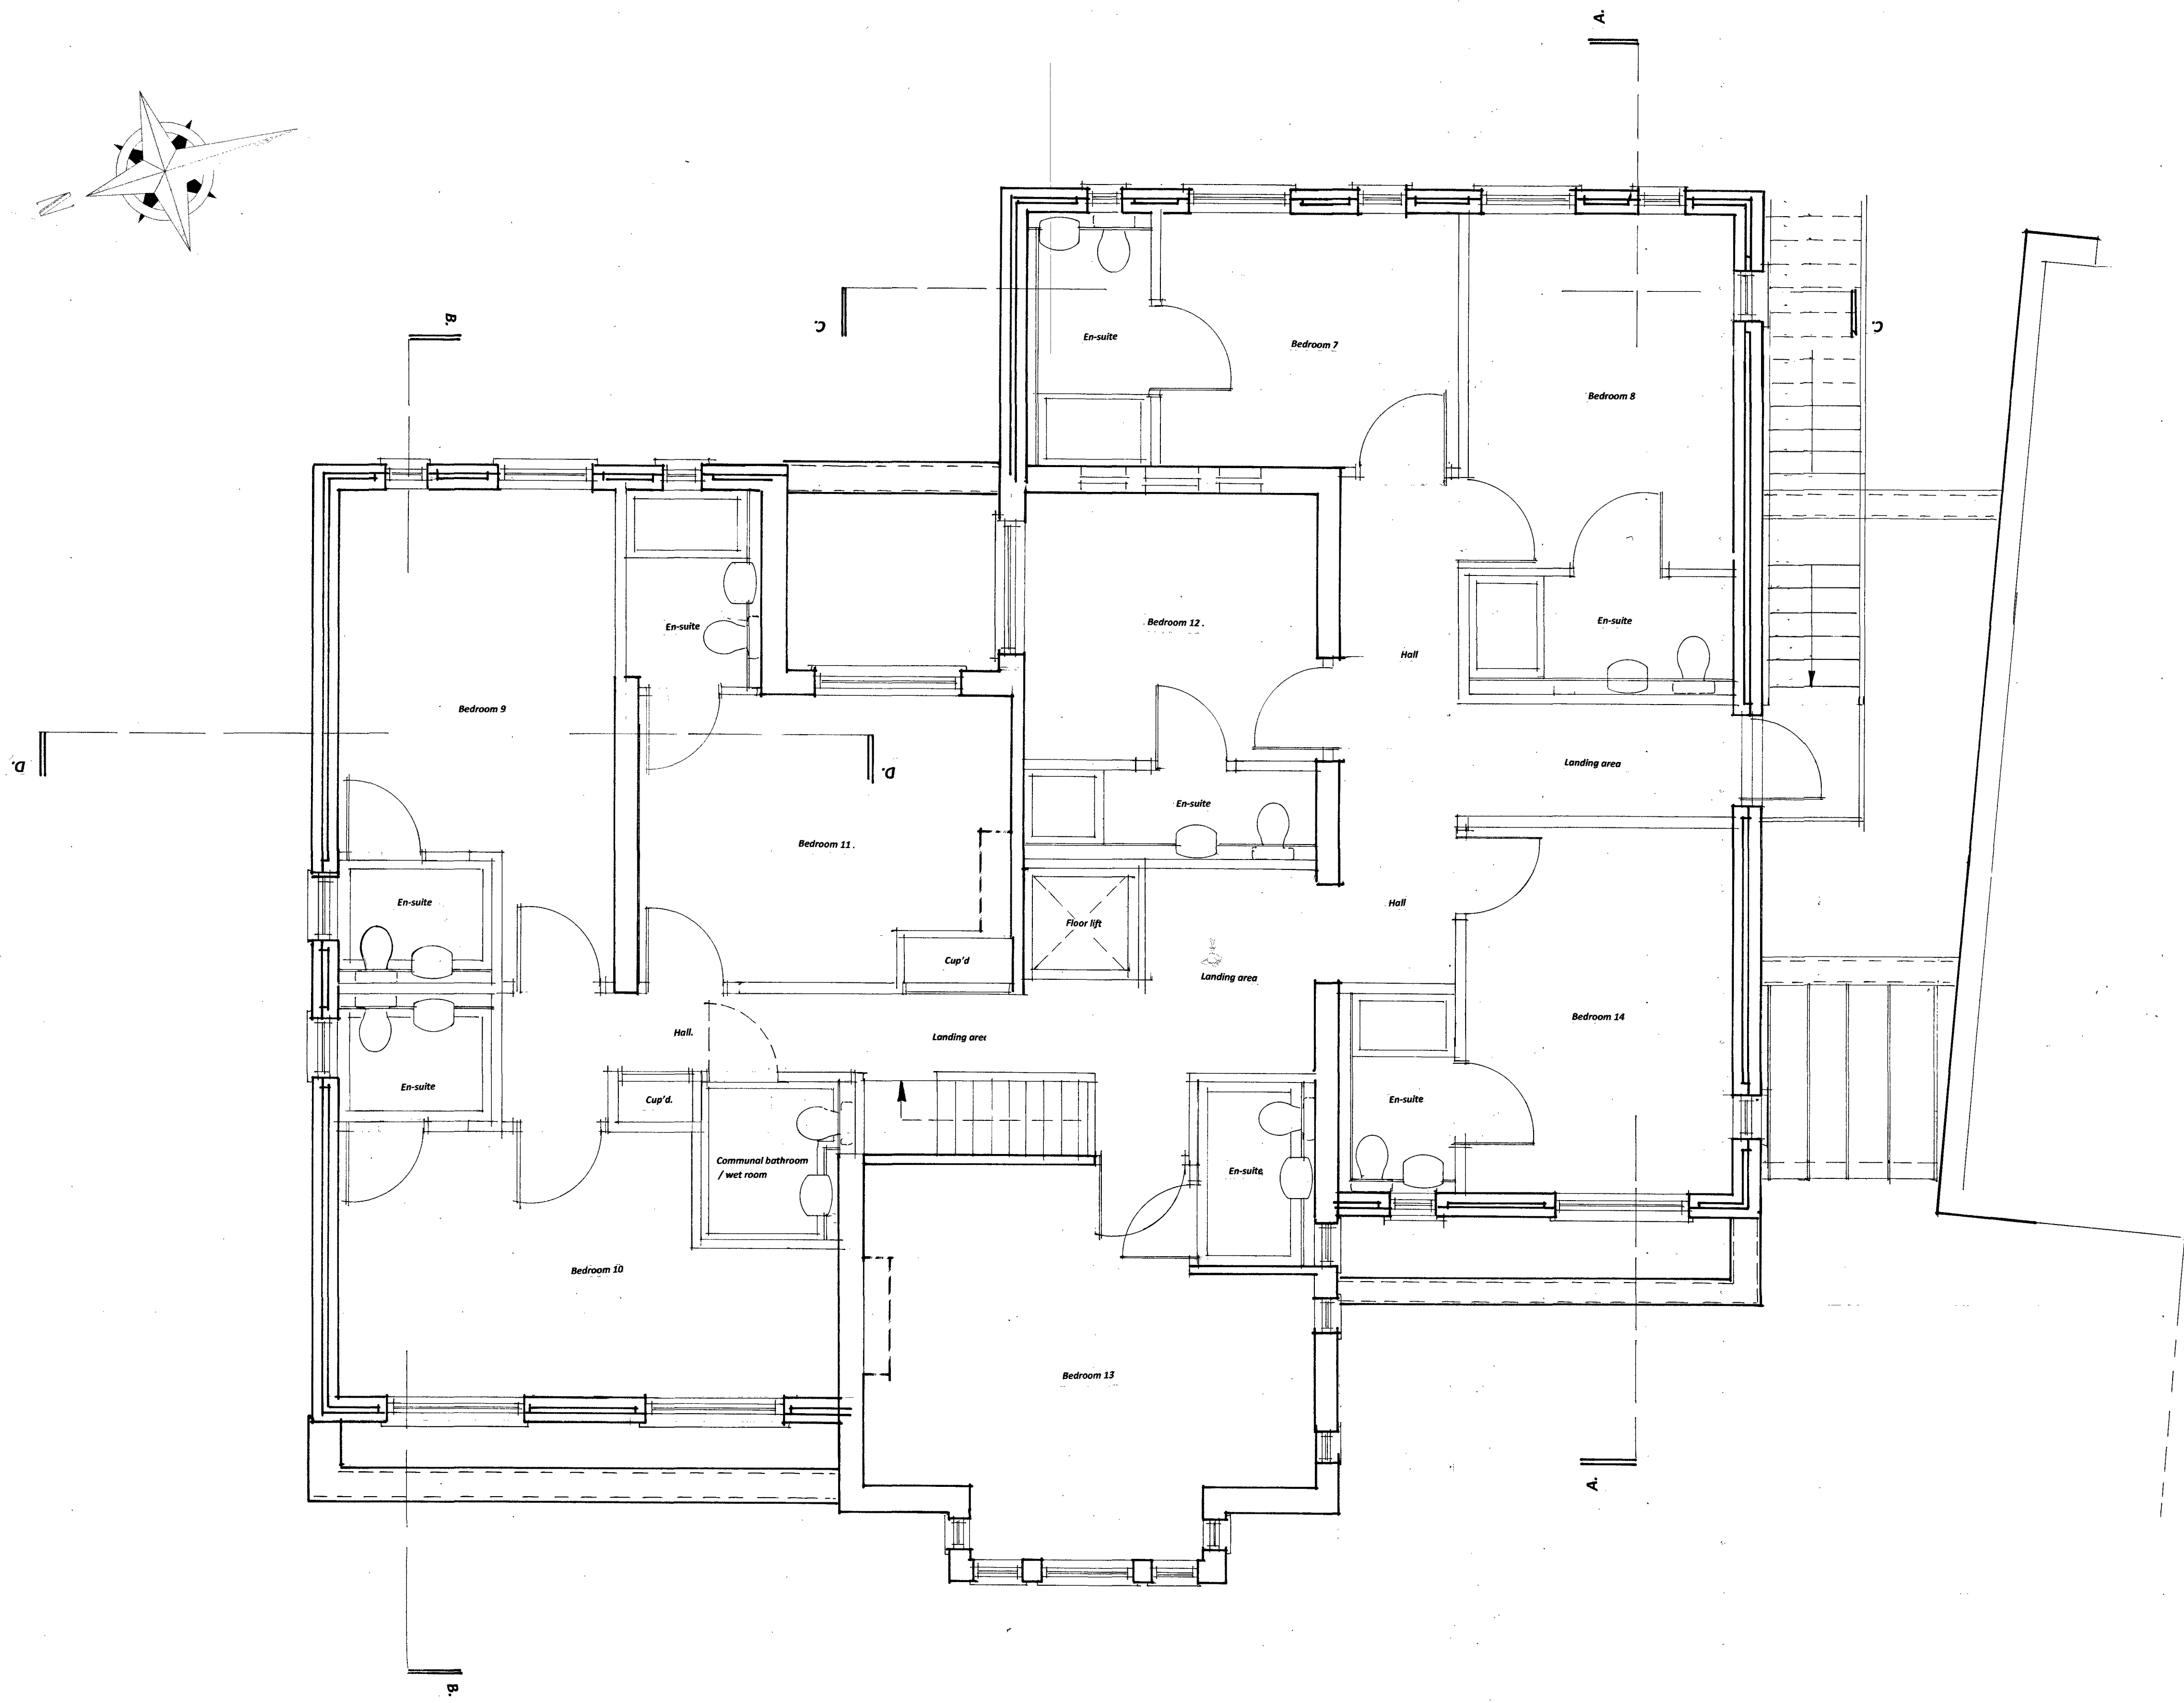 A.
N
B.
C.
C.
En-suite
Bedroom 7
Bedroom 8
En-suite
Bedroom 12 .
En-suite
Hall
Bedroom 9
D.
D.
Landing area
En-suite
Bedroom 11 .
En-suite
Hall
Floor lift
Cup'd
Landing area
Bedroom 14
Hall.
Landing area
En-suite
Cup'd.
En-suite
Communal bathroom
/ wet room
En-suite
Bedroom 10
Bedroom 13
A.
B.